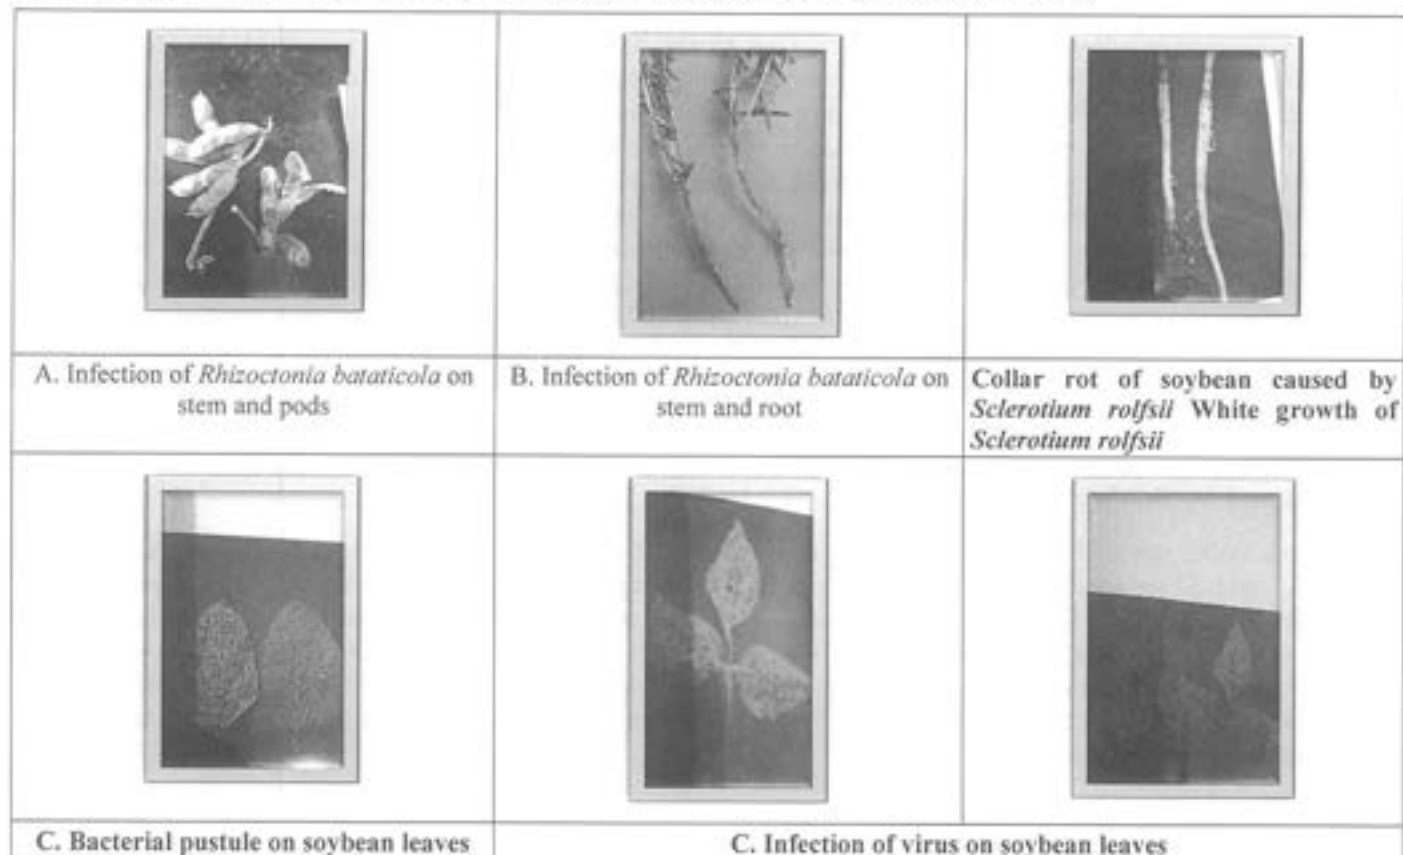 A. Infection of Rhizoctonia bataticola on
stem and pods
B. Infection of Rhizoctonia bataticola on
stem and root
Collar rot of soybean caused by
Sclerotium rolfsii White growth of
Sclerotium rolfsii
C. Bacterial pustule on soybean leaves
C. Infection of virus on soybean leaves